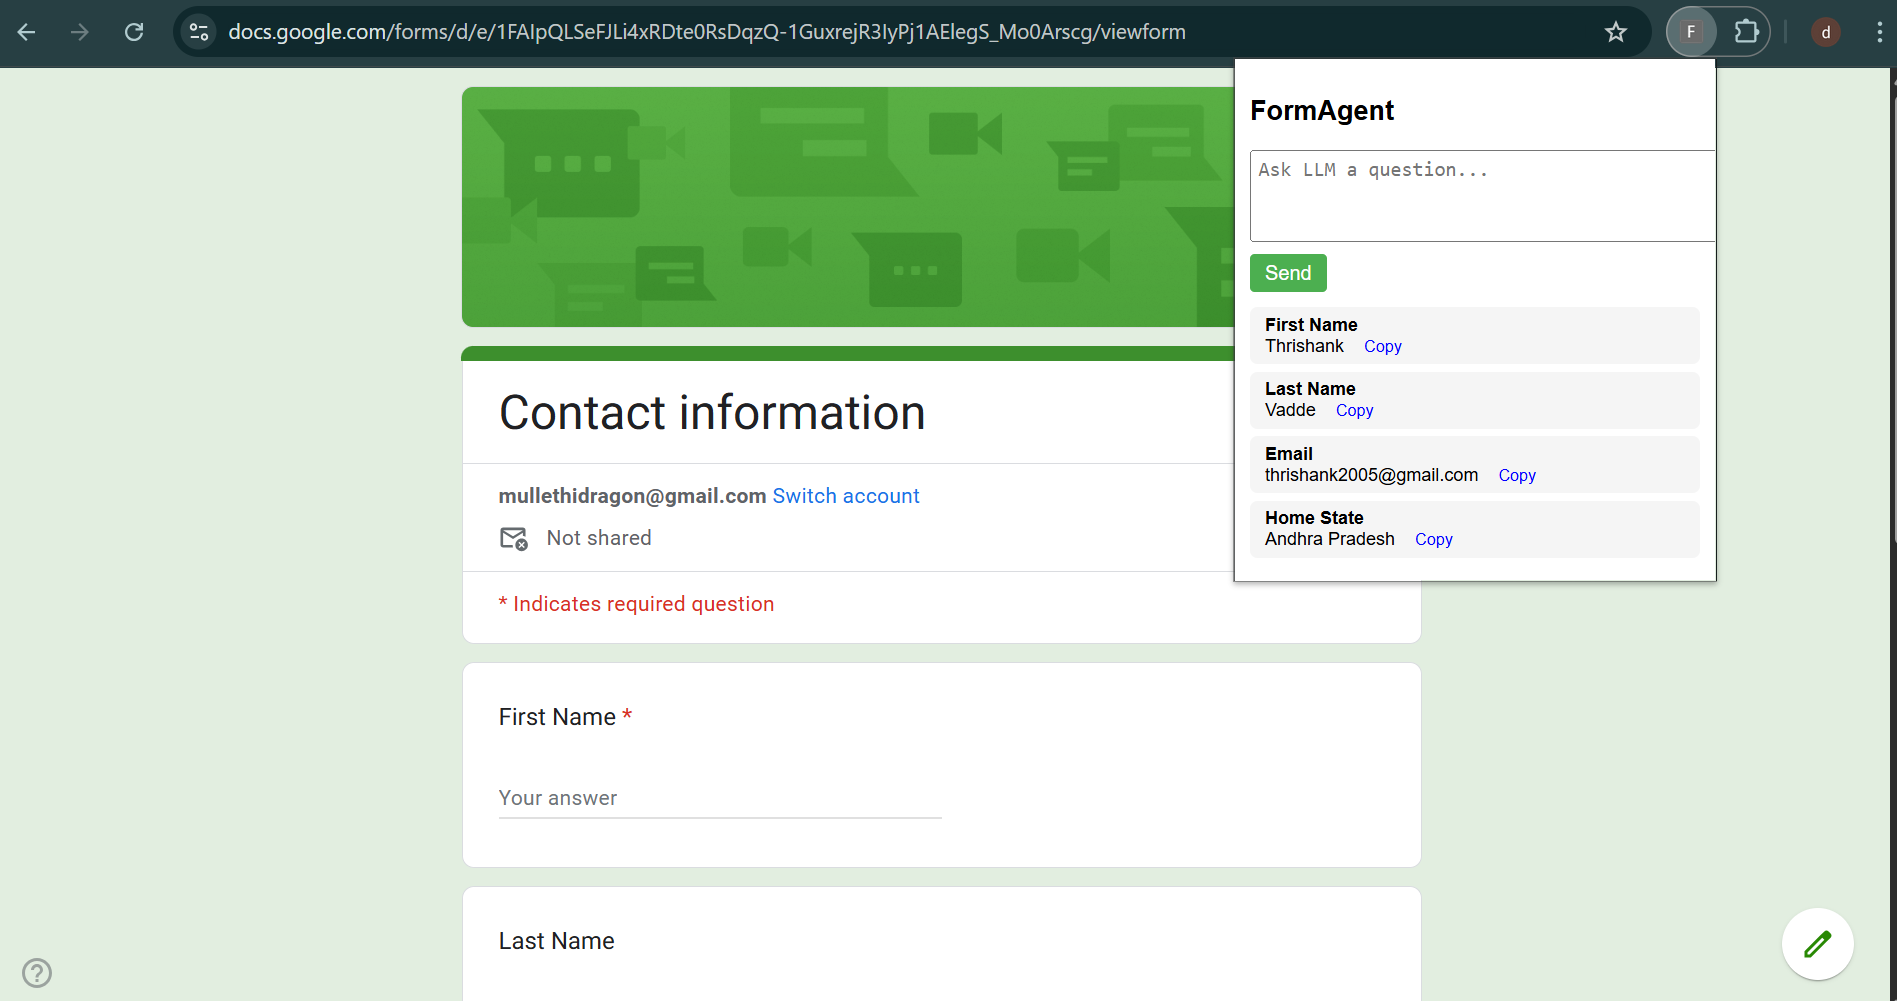 docs.google.com/forms/d/e/1FAIpQLSeFJLi4xRDte0RsDqzQ-1GuxrejR3IyPj1AElegS_Mo0Arscg/viewform
F
d
FormAgent
Ask LLM a question...
Send
First Name
Thrishank Copy
Last Name
Vadde Copy
Email
thrishank2005@gmail.com Copy
Home State
Andhra Pradesh Copy
Contact information
mullethidragon@gmail.com Switch account
Not shared
* Indicates required question
First Name *
Your answer
Last Name